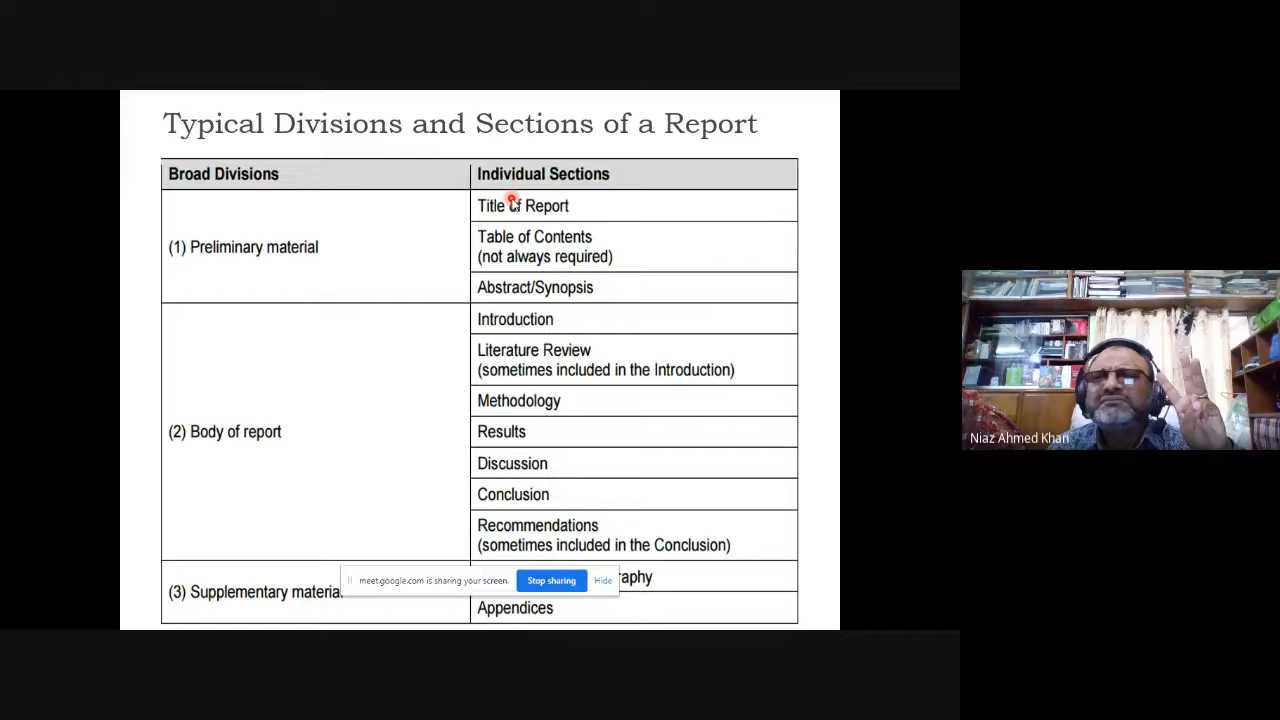 Typical Divisions and Sections of a Report
Broad Divisions
Individual Sections
(1) Preliminary material
Title of Report
Table of Contents
(not always required)
Abstract/Synopsis
(2) Body of report
Introduction
Literature Review
(sometimes included in the Introduction)
Methodology
Results
Discussion
Conclusion
Recommendations
(sometimes included in the Conclusion)
(3) Supplementary material
raphy
Appendices
meet.google.com is sharing your screen.
Stop sharing
Hide
Niaz Ahmed Khan